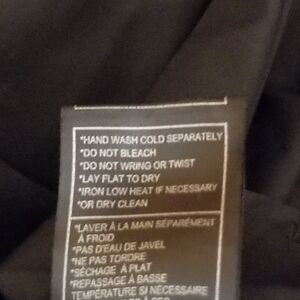 *HAND WASH COLD SEPARATELY
*DO NOT BLEACH
*DO NOT WRING OR TWIST
*LAY FLAT TO DRY
*IRON LOW HEAT IF NECESSARY
*OR DRY CLEAN
*LAVER À LA MAIN SÉPARÉMENT
À FROID
*PAS D'EAU DE JAVEL
*NE PAS TORDRE
*SÉCHAGE À PLAT
*REPASSAGE À BASSE
TEMPÉRATURE SI NÉCESSAIRE